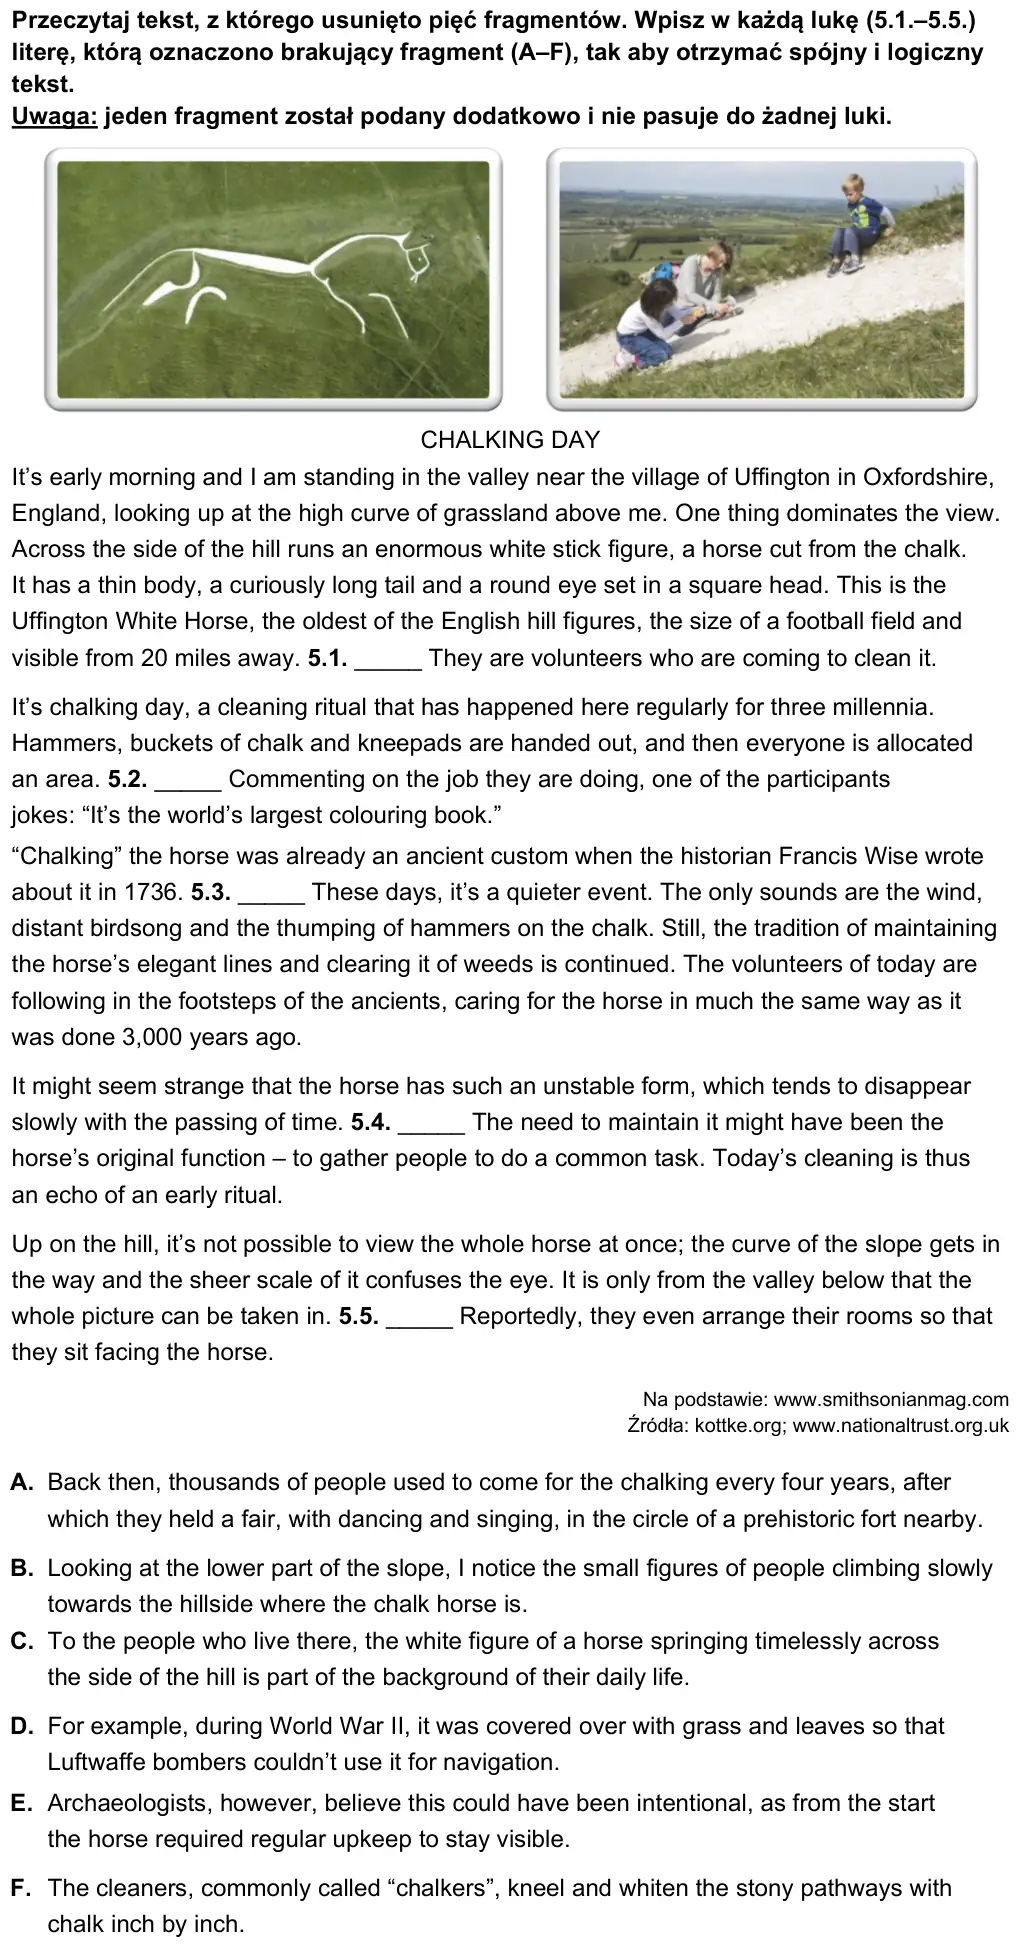 Przeczytaj tekst, z którego usunięto pięć fragmentów. Wpisz w każdą lukę (5.1.–5.5.)
literę, którą oznaczono brakujący fragment (A–F), tak aby otrzymać spójny i logiczny
tekst.
Uwaga: jeden fragment został podany dodatkowo i nie pasuje do żadnej luki.
CHALKING DAY
It’s early morning and I am standing in the valley near the village of Uffington in Oxfordshire,
England, looking up at the high curve of grassland above me. One thing dominates the view.
Across the side of the hill runs an enormous white stick figure, a horse cut from the chalk.
It has a thin body, a curiously long tail and a round eye set in a square head. This is the
Uffington White Horse, the oldest of the English hill figures, the size of a football field and
visible from 20 miles away. 5.1. _____ They are volunteers who are coming to clean it.
It’s chalking day, a cleaning ritual that has happened here regularly for three millennia.
Hammers, buckets of chalk and kneepads are handed out, and then everyone is allocated
an area. 5.2. _____ Commenting on the job they are doing, one of the participants
jokes: “It’s the world’s largest colouring book.”
“Chalking” the horse was already an ancient custom when the historian Francis Wise wrote
about it in 1736. 5.3. _____ These days, it’s a quieter event. The only sounds are the wind,
distant birdsong and the thumping of hammers on the chalk. Still, the tradition of maintaining
the horse’s elegant lines and clearing it of weeds is continued. The volunteers of today are
following in the footsteps of the ancients, caring for the horse in much the same way as it
was done 3,000 years ago.
It might seem strange that the horse has such an unstable form, which tends to disappear
slowly with the passing of time. 5.4. _____ The need to maintain it might have been the
horse’s original function – to gather people to do a common task. Today’s cleaning is thus
an echo of an early ritual.
Up on the hill, it’s not possible to view the whole horse at once; the curve of the slope gets in
the way and the sheer scale of it confuses the eye. It is only from the valley below that the
whole picture can be taken in. 5.5. _____ Reportedly, they even arrange their rooms so that
they sit facing the horse.
Na podstawie: www.smithsonianmag.com
Źródła: kottke.org; www.nationaltrust.org.uk
A. Back then, thousands of people used to come for the chalking every four years, after
which they held a fair, with dancing and singing, in the circle of a prehistoric fort nearby.
B. Looking at the lower part of the slope, I notice the small figures of people climbing slowly
towards the hillside where the chalk horse is.
C. To the people who live there, the white figure of a horse springing timelessly across
the side of the hill is part of the background of their daily life.
D. For example, during World War II, it was covered over with grass and leaves so that
Luftwaffe bombers couldn’t use it for navigation.
E. Archaeologists, however, believe this could have been intentional, as from the start
the horse required regular upkeep to stay visible.
F. The cleaners, commonly called “chalkers”, kneel and whiten the stony pathways with
chalk inch by inch.